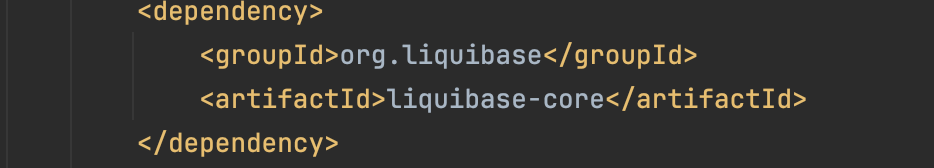 <dependency>
<groupId>org.liquibase</groupId>
<artifactId>liquibase-core</artifactId>
</dependency>